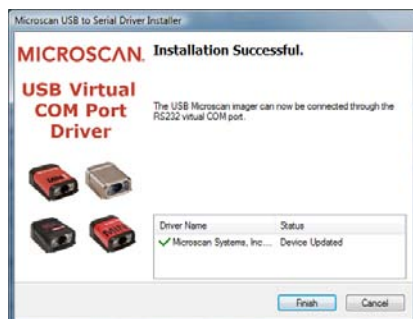 Microscan USB to Serial Driver Installer
MICROSCAN.
Installation Successful.
USB Virtual
COM Port
Driver
The USB Microscan imager can now be connected through the
RS232 virtual COM port.
Driver Name Status
Microscan Systems, Inc... Device Updated
Finish Cancel